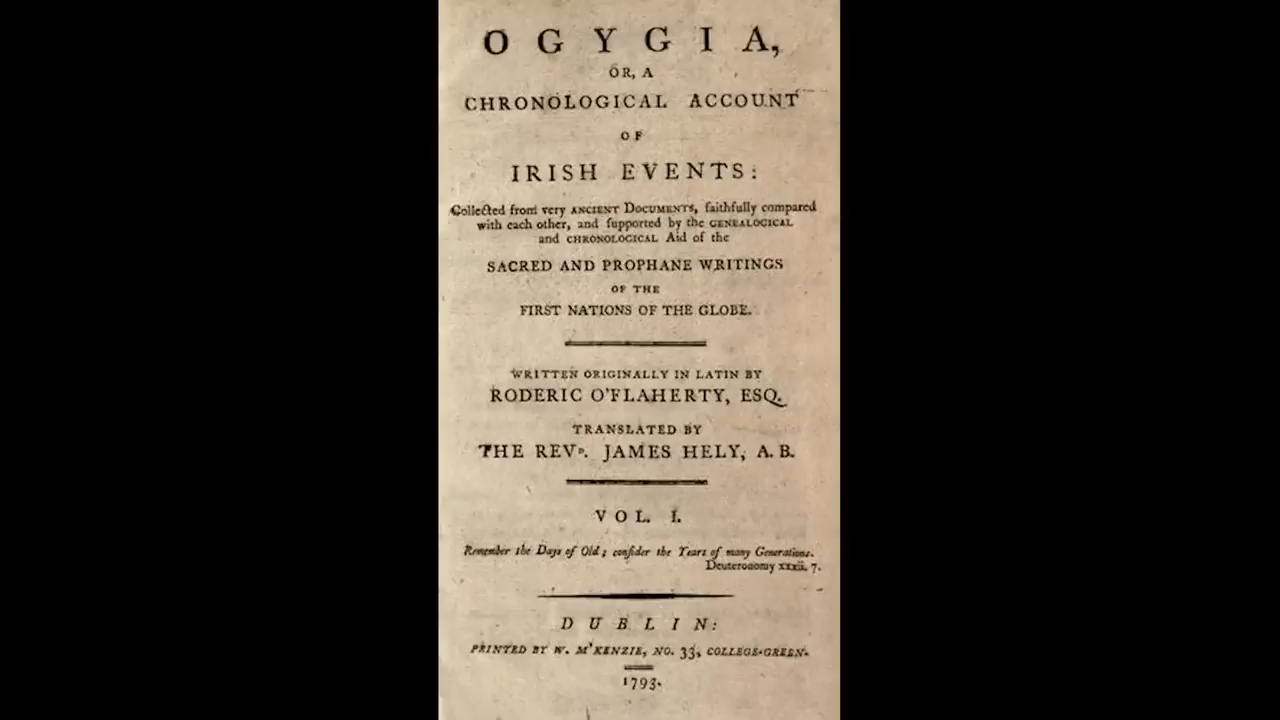 OGYGIA,
OR, A
CHRONOLOGICAL ACCOUNT
OF
IRISH EVENTS:
Collected from very ANCIENT DOCUMENTS, faithfully compared
with each other, and supported by the GENEALOGICAL
and CHRONOLOGICAL Aid of the
SACRED AND PROPHANE WRITINGS
OF THE
FIRST NATIONS OF THE GLOBE.
WRITTEN ORIGINALLY IN LATIN BY
RODERIC O'FLAHERTY, ESQ.
TRANSLATED BY
THE REVD. JAMES HELY, A. B.
VOL. I.
Remember the Days of Old; consider the Years of many Generations.
Deuteronomy xxxii. 7.
DUBLIN:
PRINTED BY W. M'KENZIE, NO. 33, COLLEGE-GREEN.
1793.